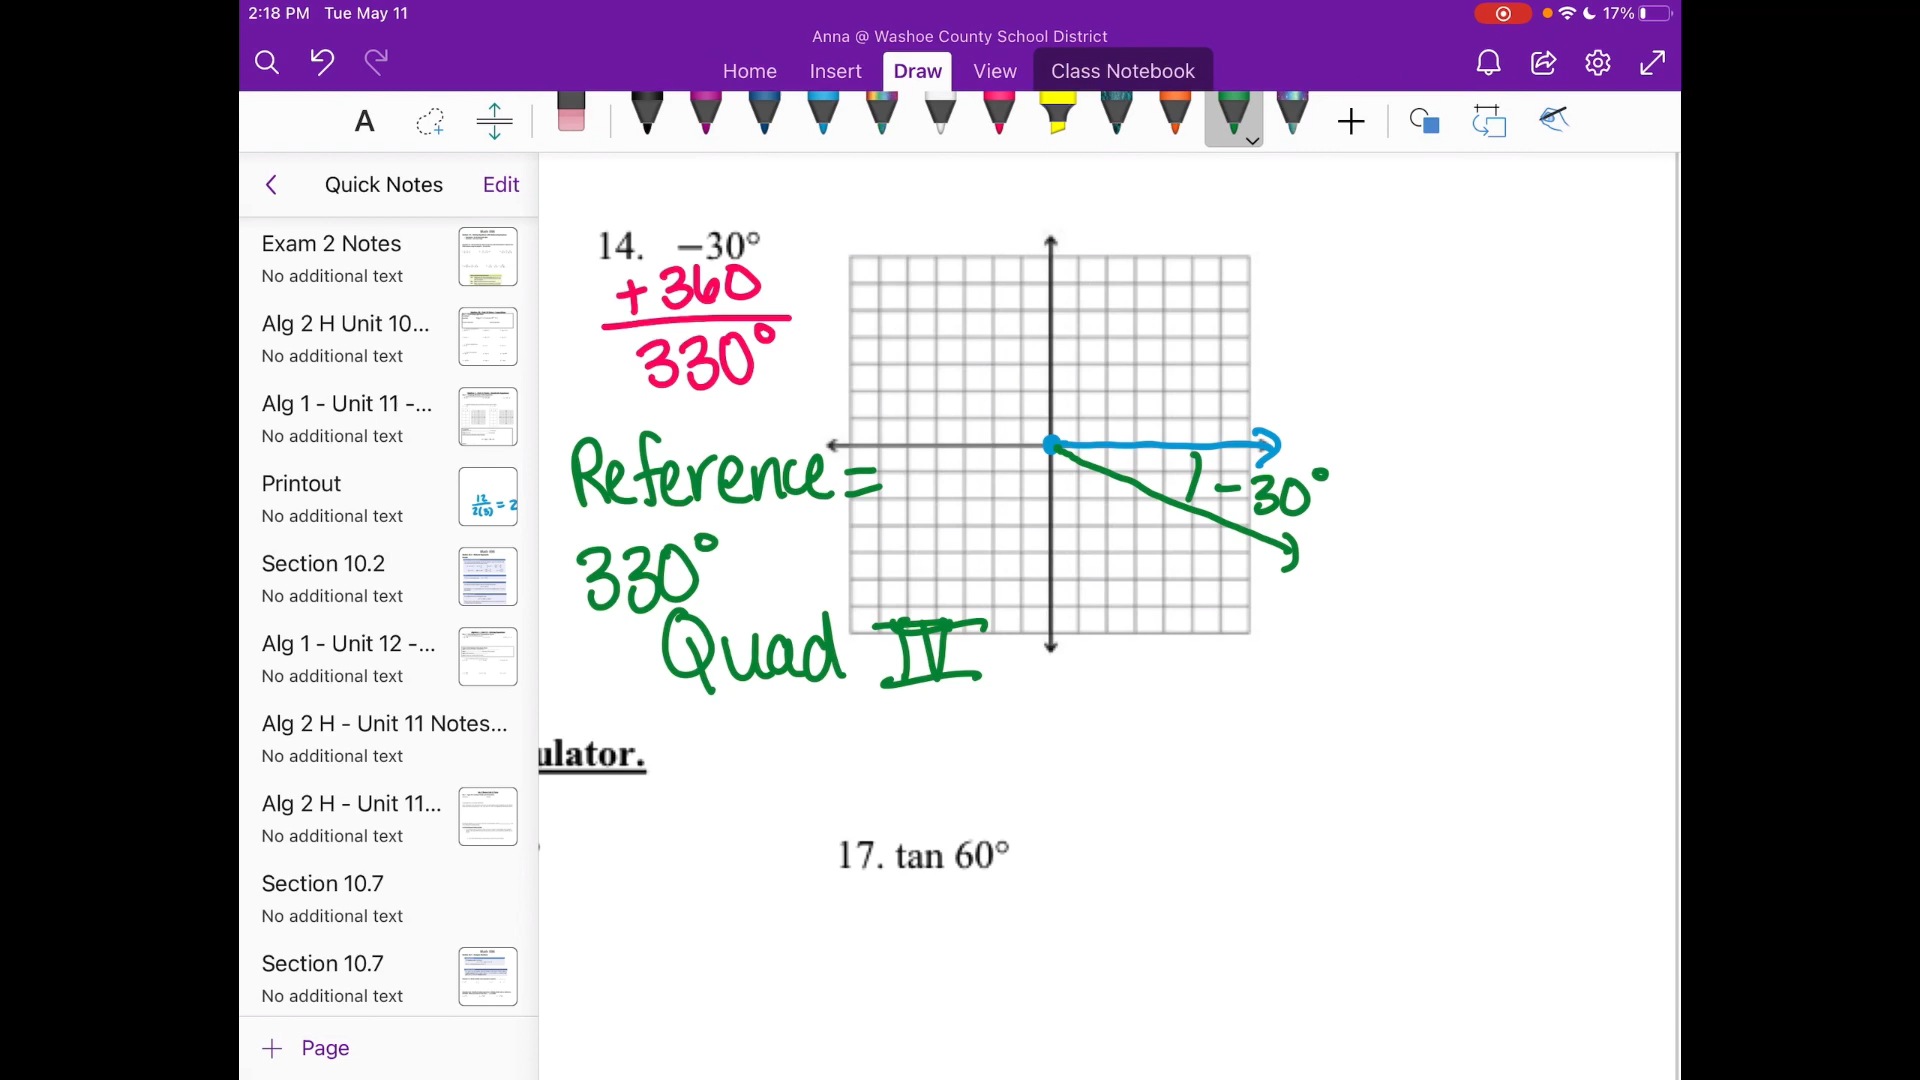 2:18 PM Tue May 11
17%
Anna @ Washoe County School District
Home Insert Draw View Class Notebook
A
Quick Notes Edit
Exam 2 Notes
No additional text
Alg 2 H Unit 10...
No additional text
Alg 1 - Unit 11 -...
No additional text
Printout
No additional text
12
2(3) = 2
Section 10.2
No additional text
Alg 1 - Unit 12 -...
No additional text
Alg 2 H - Unit 11 Notes...
No additional text
Alg 2 H - Unit 11...
No additional text
Section 10.7
No additional text
Section 10.7
No additional text
+ Page
14. −30°
+360
330°
Reference =
330°
Quad IV
-30°
ulator.
17. tan 60°